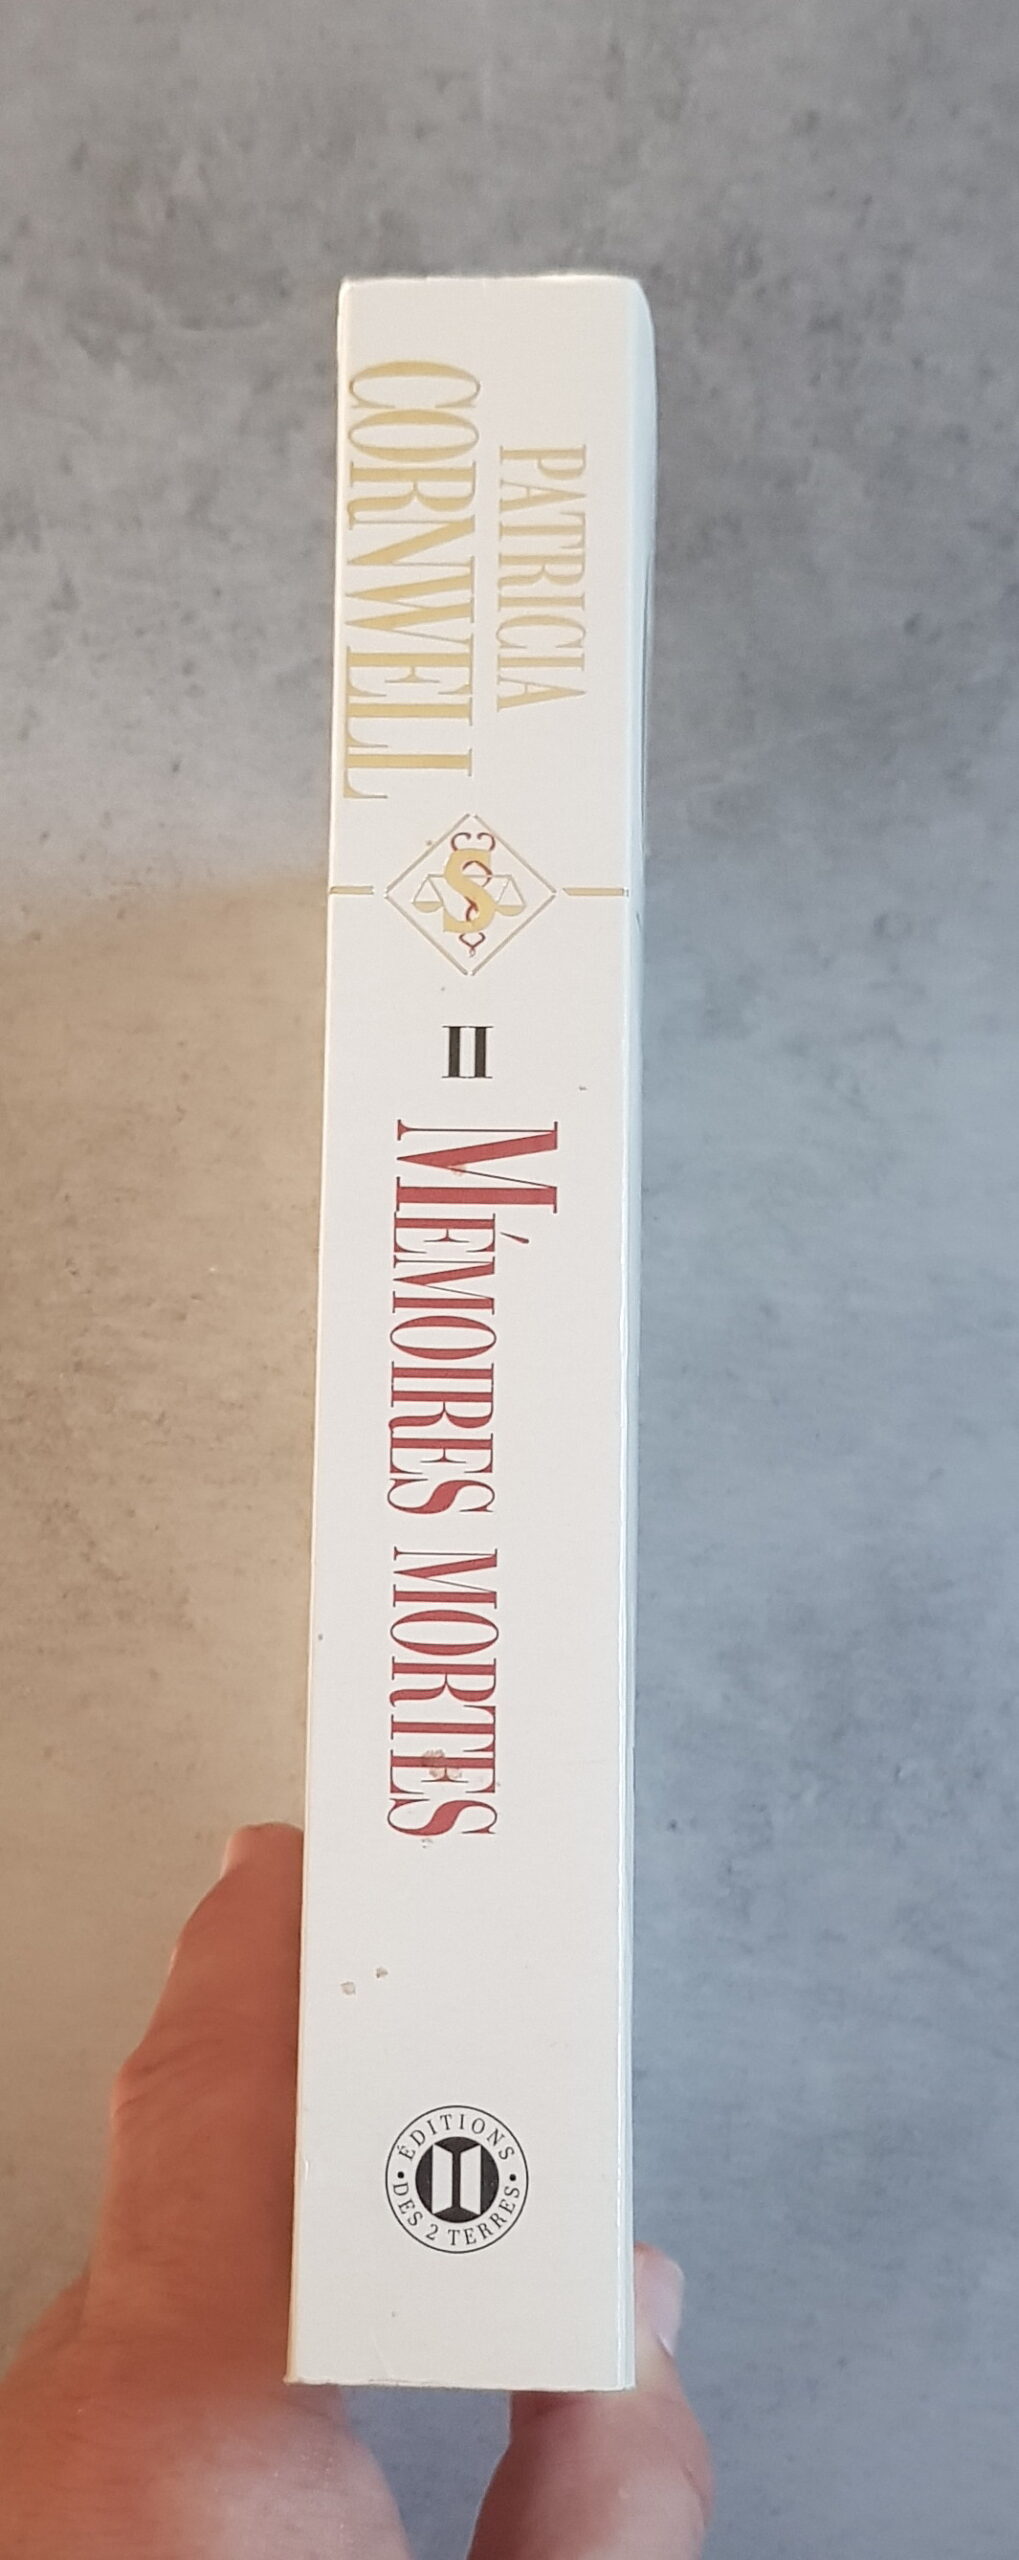 PATRICIA
CORNWELL
S
II
MÉMOIRES MORTES
ÉDITIONS
DES 2 TERRES